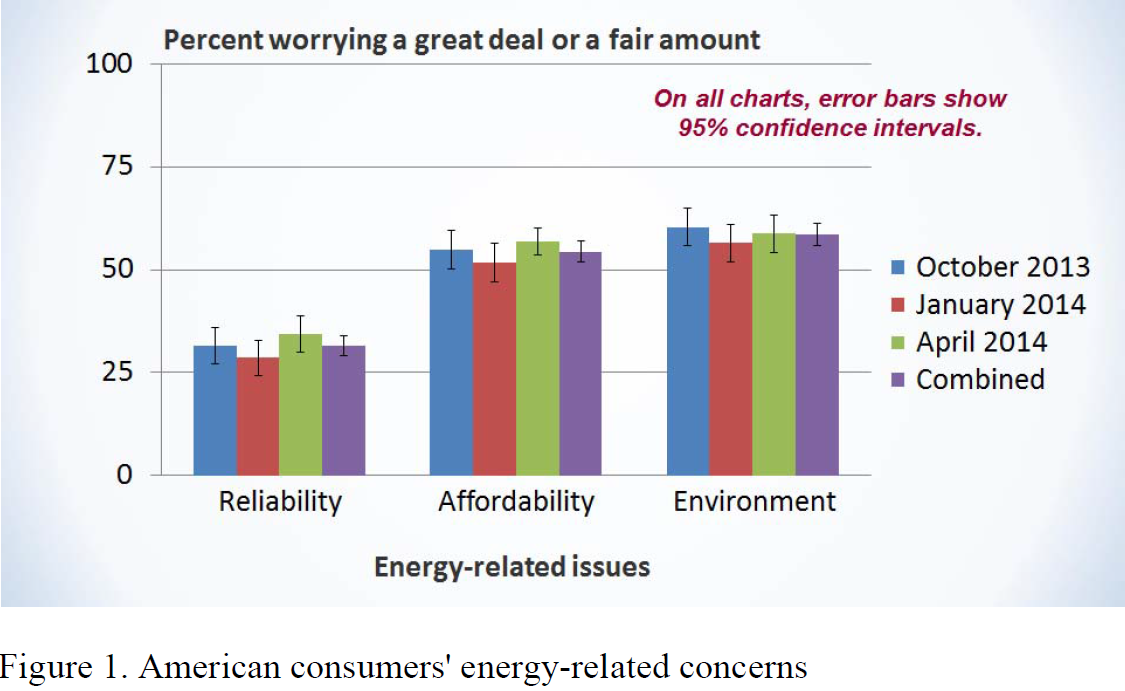 Percent worrying a great deal or a fair amount
100
On all charts, error bars show
95% confidence intervals.
75
50
25
0
October 2013
January 2014
April 2014
Combined
Reliability
Affordability
Environment
Energy-related issues
Figure 1. American consumers' energy-related concerns